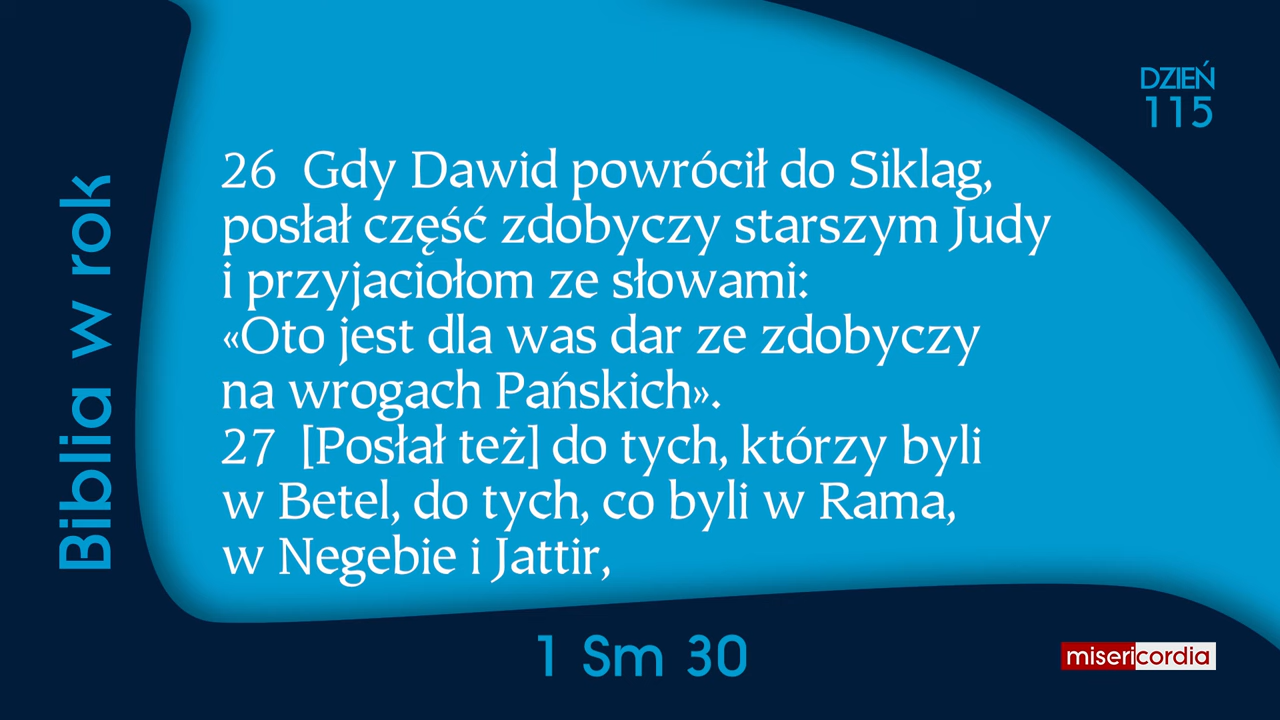 DZIEŃ
115
Biblia w rok
26 Gdy Dawid powrócił do Siklag,
posłał część zdobyczy starszym Judy
i przyjaciołom ze słowami:
«Oto jest dla was dar ze zdobyczy
na wrogach Pańskich».
27 [Posłał też] do tych, którzy byli
w Betel, do tych, co byli w Rama,
w Negebie i Jattir,
1 Sm 30
misericordia